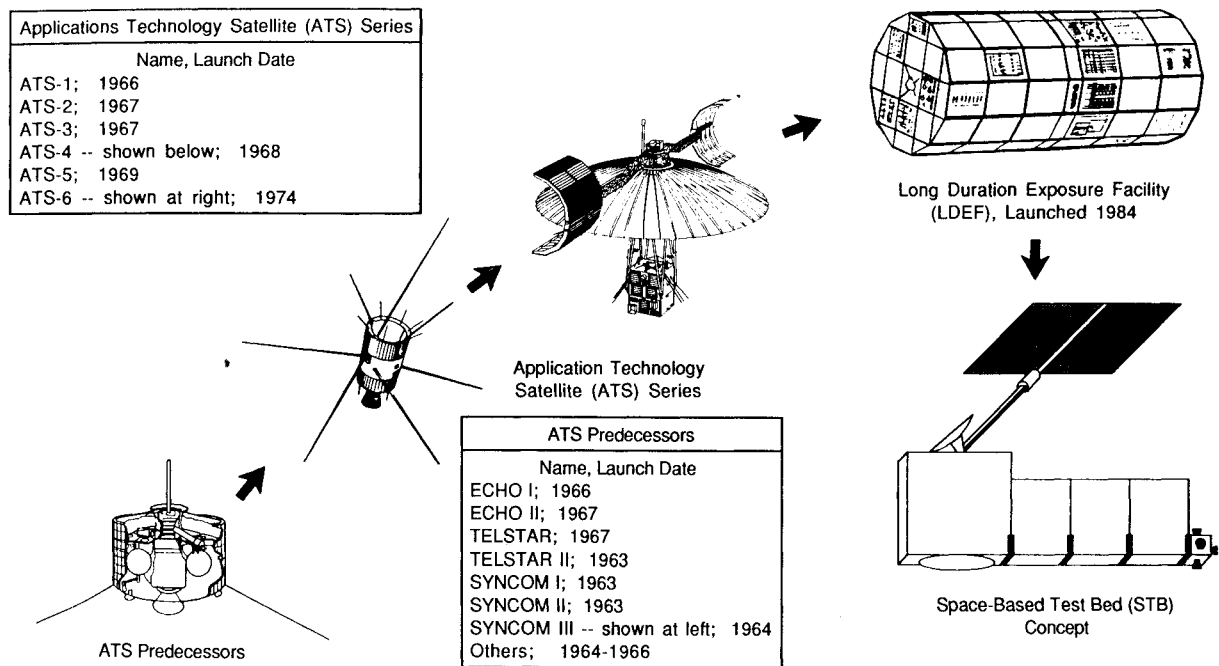 Applications Technology Satellite (ATS) Series
Name, Launch Date
ATS-1; 1966
ATS-2; 1967
ATS-3; 1967
ATS-4 -- shown below; 1968
ATS-5; 1969
ATS-6 -- shown at right; 1974
Long Duration Exposure Facility
(LDEF), Launched 1984
Application Technology
Satellite (ATS) Series
ATS Predecessors
Name, Launch Date
ECHO I; 1966
ECHO II; 1967
TELSTAR; 1967
TELSTAR II; 1963
SYNCOM I; 1963
SYNCOM II; 1963
SYNCOM III -- shown at left; 1964
Others; 1964-1966
ATS Predecessors
Space-Based Test Bed (STB)
Concept